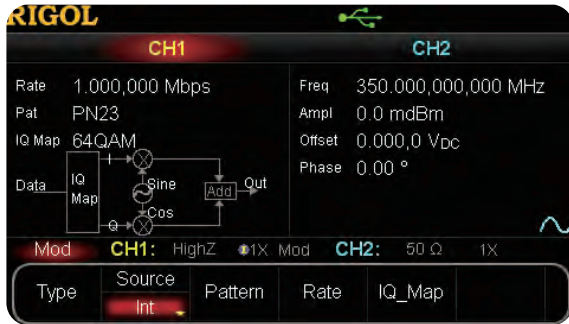 RIGOL
CH1
CH2
Rate 1.000,000 Mbps
Pat PN23
IQ Map 64QAM
Data
IQ
Map
I
Q
Sine
Cos
Add
Out
Freq 350.000,000,000 MHz
Ampl 0.0 mdBm
Offset 0.000,0 VDC
Phase 0.00 °
Mod CH1: HighZ 1X Mod CH2: 50 Ω 1X
Type
Source
Int
Pattern
Rate
IQ_Map